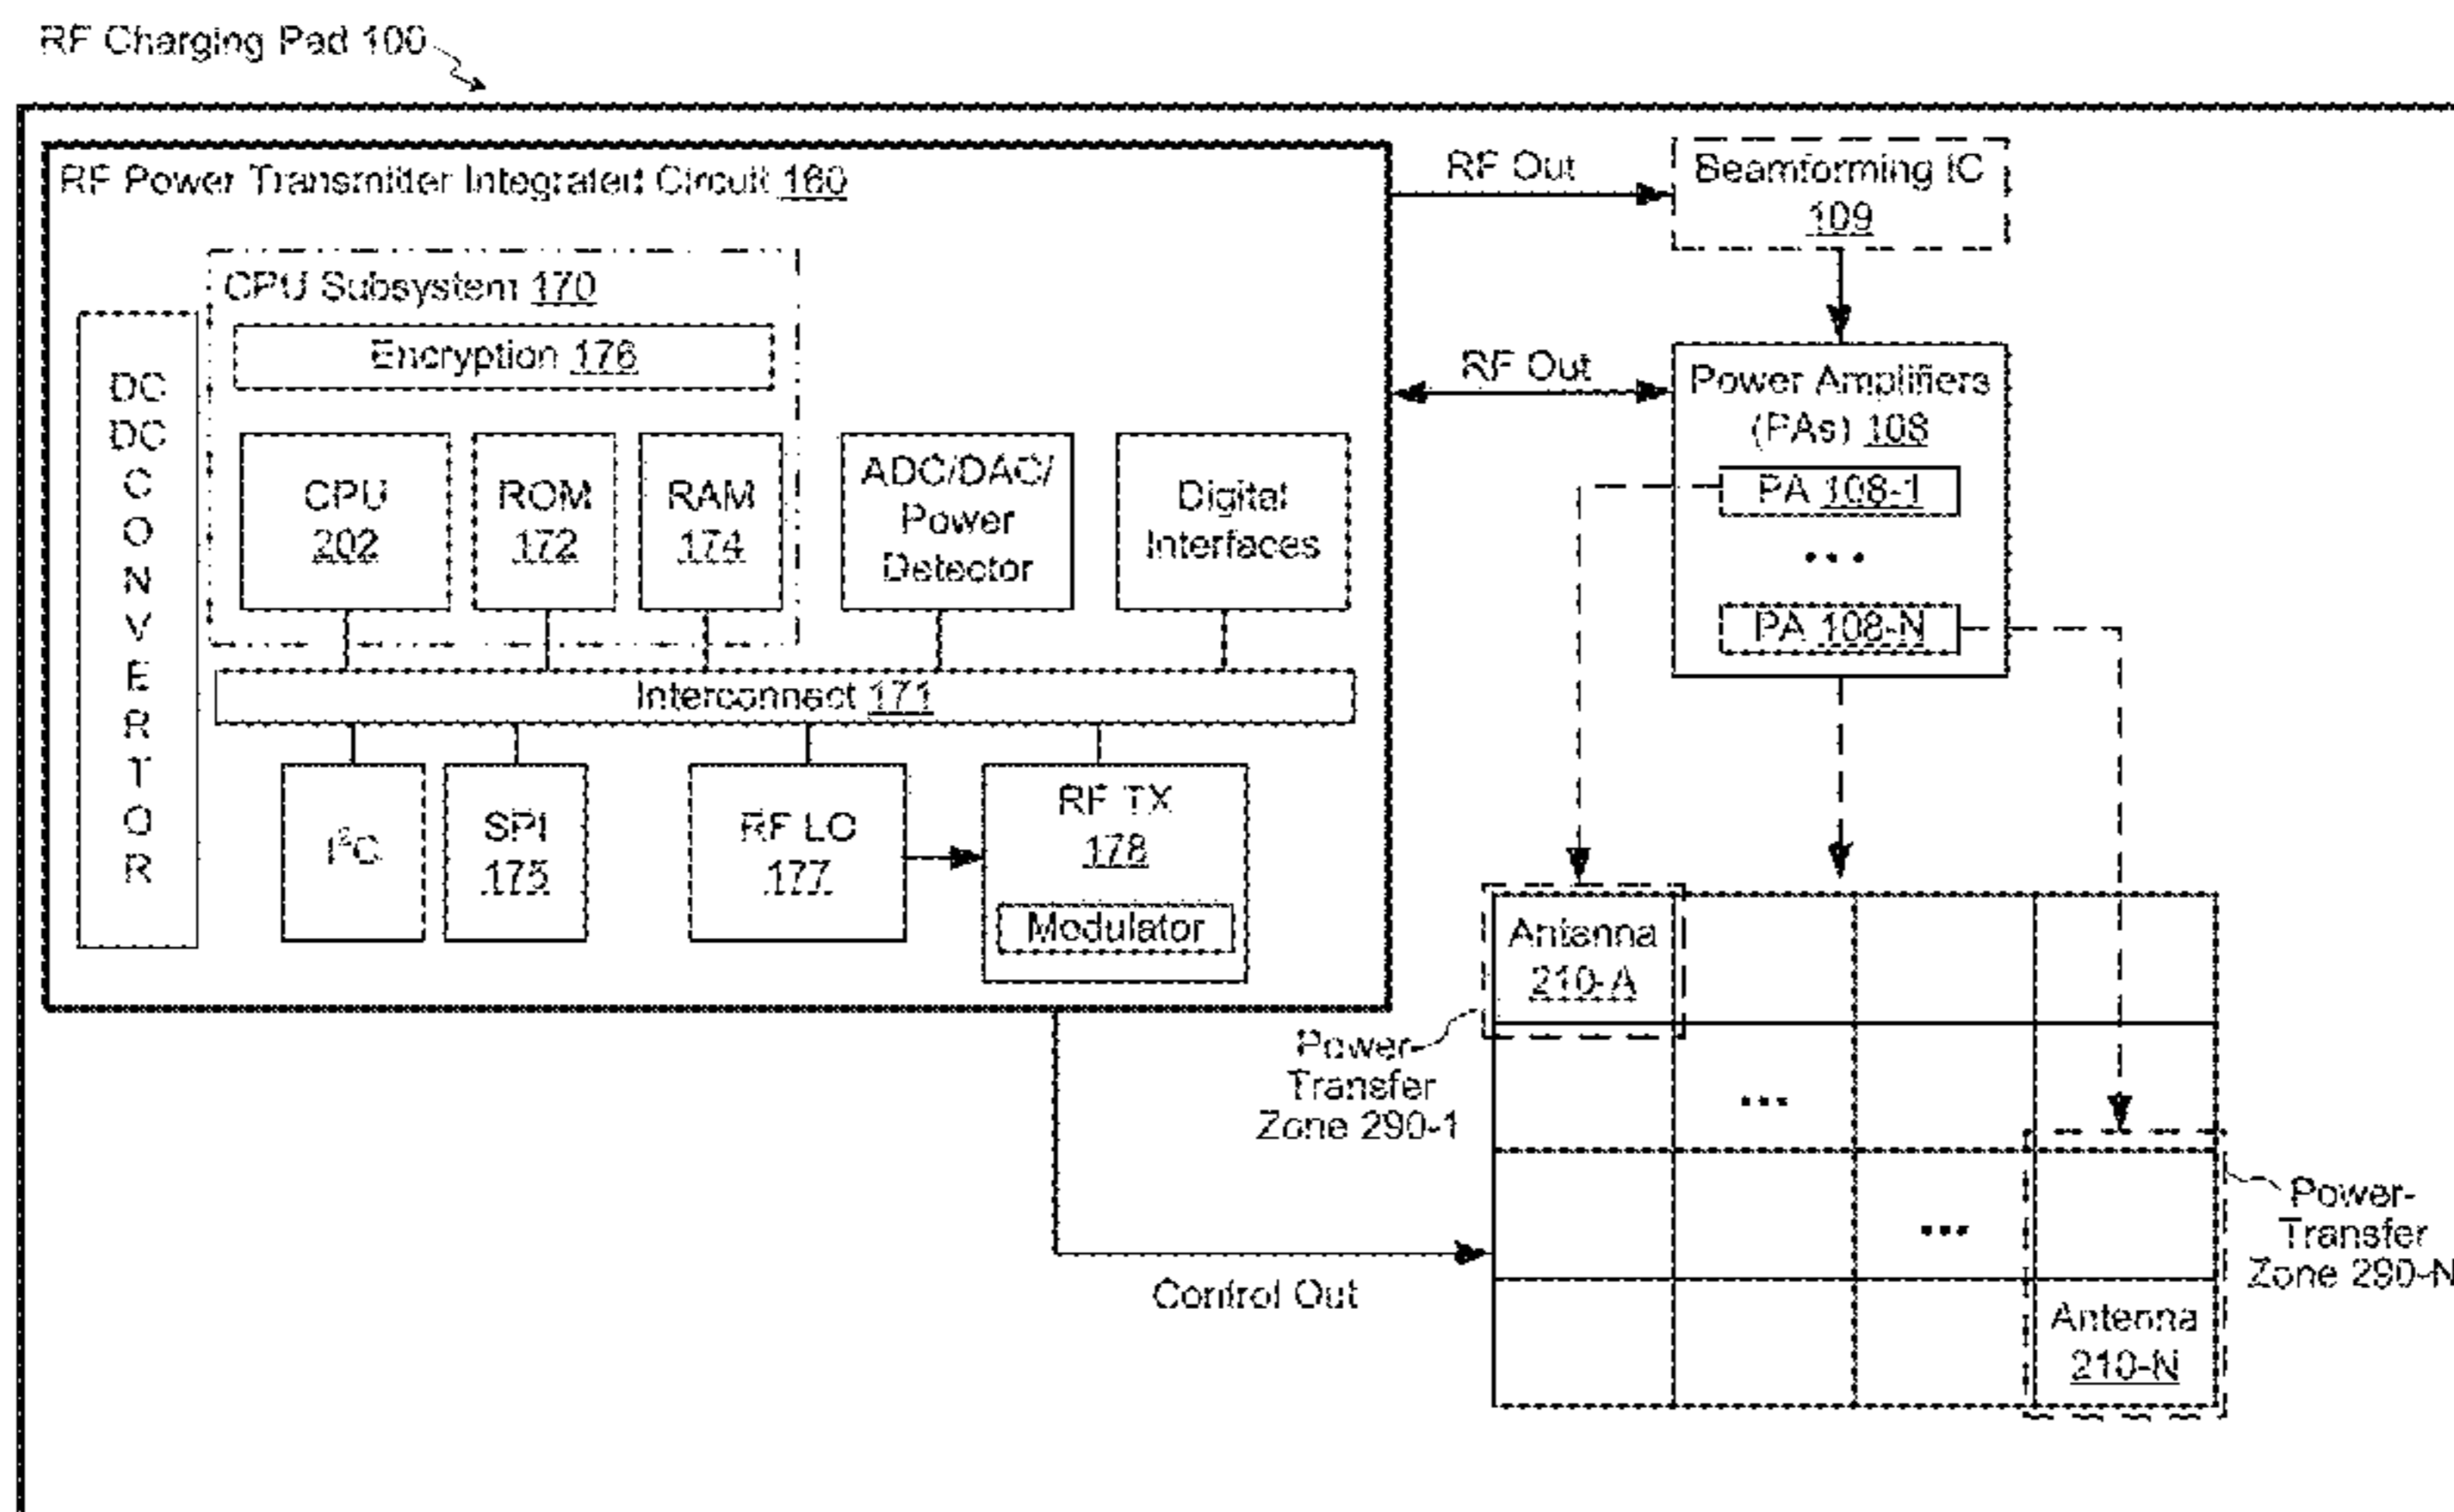 RF Charging Pad 100
RF Power Transmitter Integrated Circuit 160
CPU Subsystem 170
Encryption 176
DC
DC
C
O
N
V
E
R
T
O
R
CPU
202
ROM
172
RAM
174
ADC/DAC/
Power
Detector
Digital
Interfaces
Interconnect 171
I²C
SPI
175
RF LO
177
RF TX
178
Modulator
RF Out
Beamforming IC
109
RF Out
Power Amplifiers
(PAs) 108
PA 108-1
...
PA 108-N
Antenna
210-A
Power-
Transfer
Zone 290-1
...
...
Power-
Transfer
Zone 290-N
Antenna
210-N
Control Out